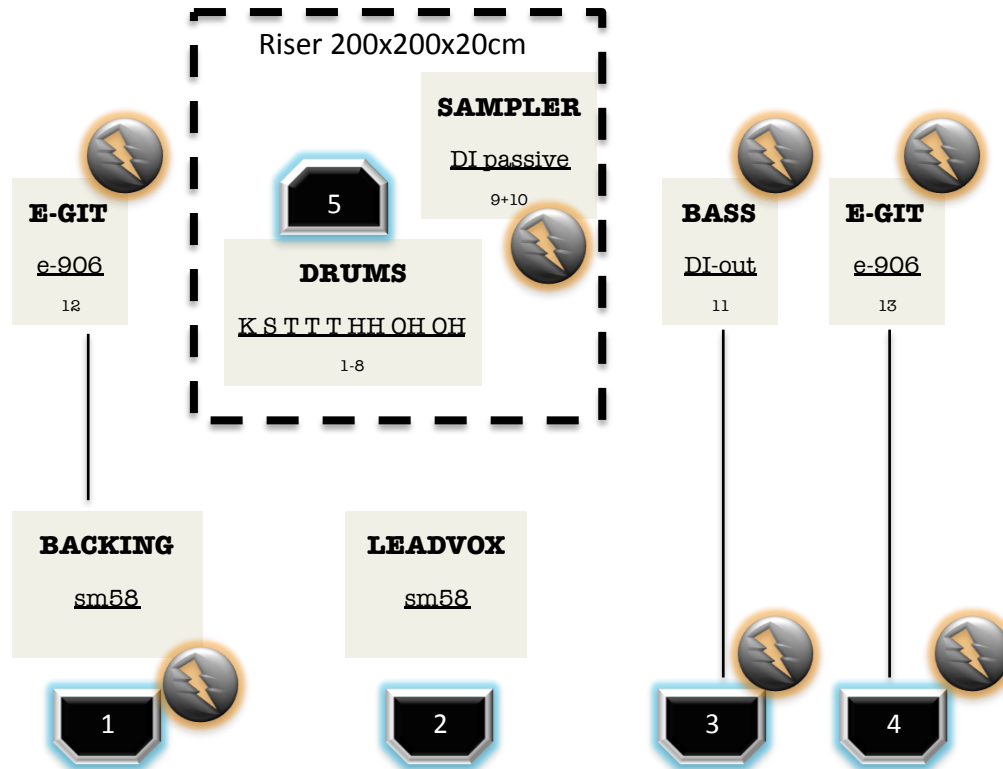 Riser 200x200x20cm
SAMPLER
DI passive
9+10
5
DRUMS
K S T T T HH OH OH
1-8
E-GIT
e-906
12
BASS
DI-out
11
E-GIT
e-906
13
BACKING
sm58
LEADVOX
sm58
1
2
3
4